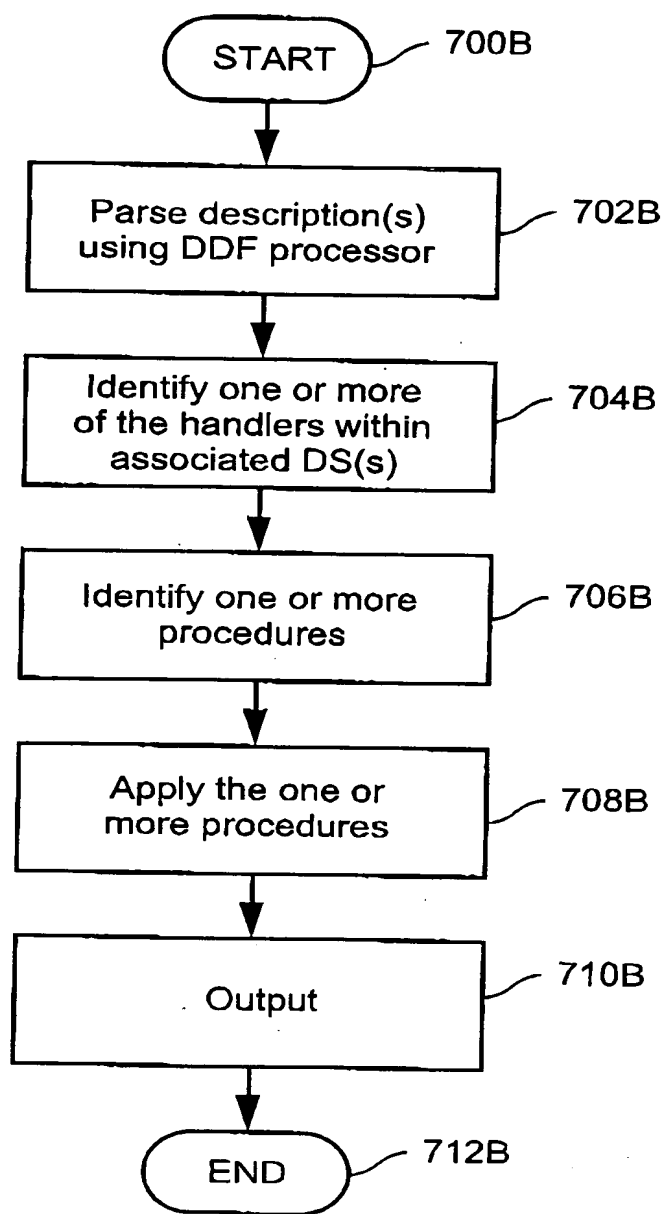 START
700B
Parse description(s)
using DDF processor
702B
Identify one or more
of the handlers within
associated DS(s)
704B
Identify one or more
procedures
706B
Apply the one or
more procedures
708B
Output
710B
END
712B